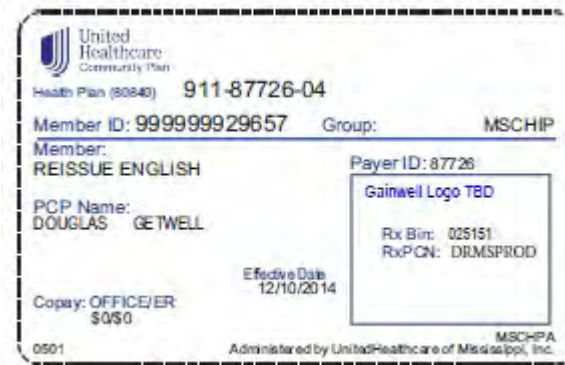 United
Healthcare
Community Plan
Health Plan (80840) 911-87726-04
Member ID: 999999929657 Group: MSCHIP
Member:
REISSUE ENGLISH
Payer ID: 87726
Gainwell Logo TBD
PCP Name:
DOUGLAS GETWELL
Rx Bin: 025151
RxPCN: DRMSPROD
Effective Date
12/10/2014
Copay: OFFICE/ER
$0/$0
MSCHPA
0501 Administered by UnitedHealthcare of Mississippi, Inc.